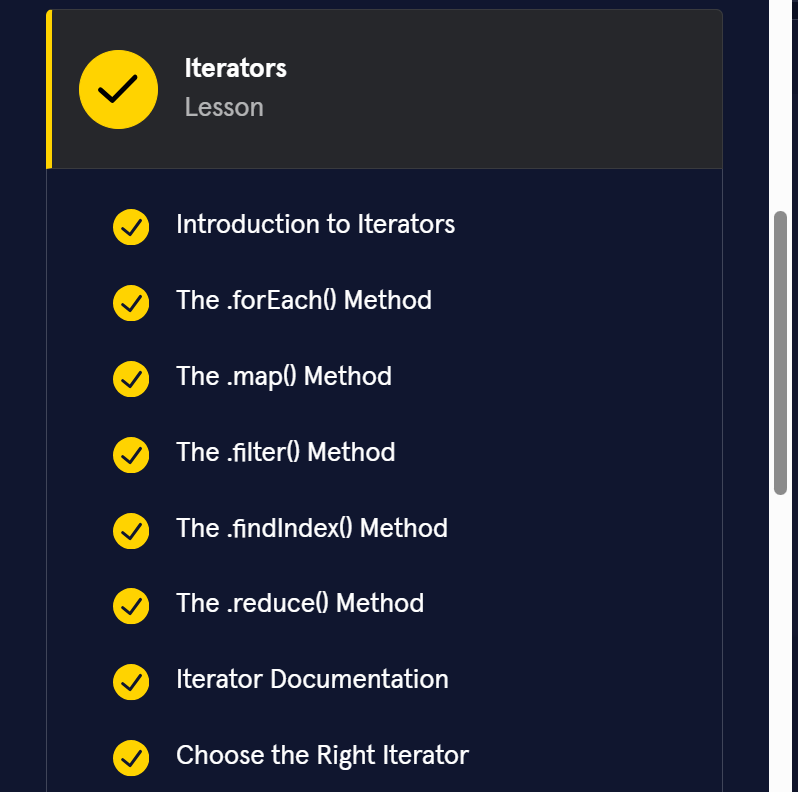 Iterators
Lesson
Introduction to Iterators
The .forEach() Method
The .map() Method
The .filter() Method
The .findIndex() Method
The .reduce() Method
Iterator Documentation
Choose the Right Iterator